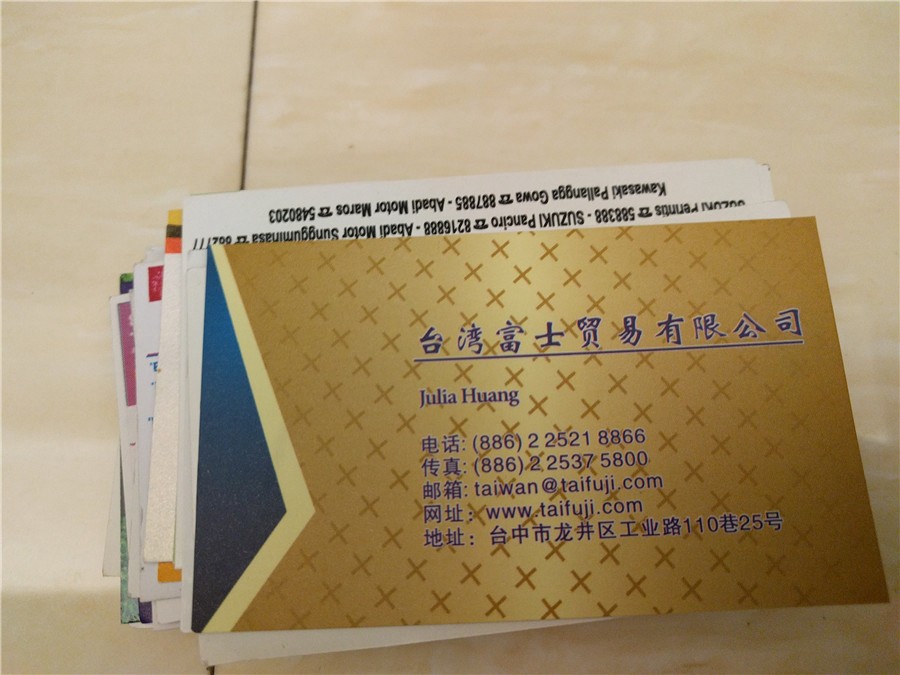 Kawasaki Pallangga Gowa ☎ 887885 - Abadi Motor Maros ☎ 5480203
☎ 588388 - SUZUKI Panciro ☎ 8216888 - Abadi Motor Sungguminasa ☎
台湾富士贸易有限公司
Julia Huang
电话: (886) 2 2521 8866
传真: (886) 2 2537 5800
邮箱: taiwan@taifuji.com
网址: www.taifuji.com
地址: 台中市龙井区工业路110巷25号